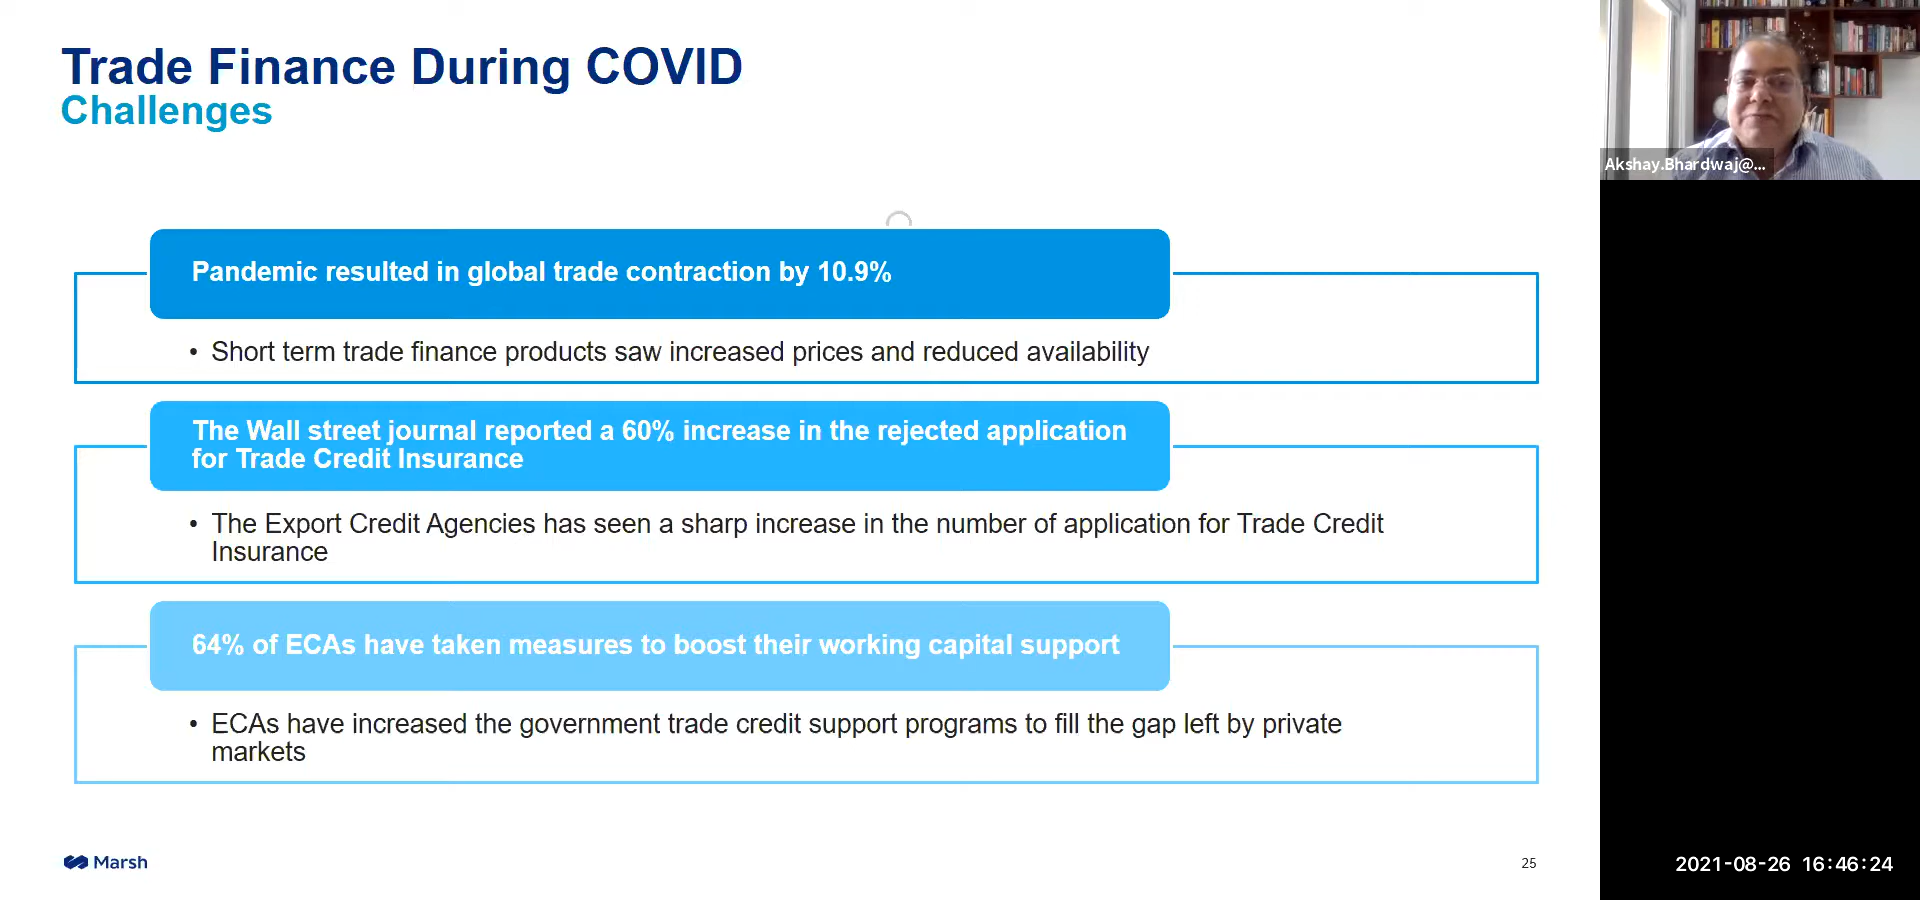 Trade Finance During COVID
Challenges
Pandemic resulted in global trade contraction by 10.9%
• Short term trade finance products saw increased prices and reduced availability
The Wall street journal reported a 60% increase in the rejected application
for Trade Credit Insurance
• The Export Credit Agencies has seen a sharp increase in the number of application for Trade Credit
Insurance
64% of ECAs have taken measures to boost their working capital support
• ECAs have increased the government trade credit support programs to fill the gap left by private
markets
Marsh
25
Akshay.Bhardwaj@...
2021-08-26 16:46:24